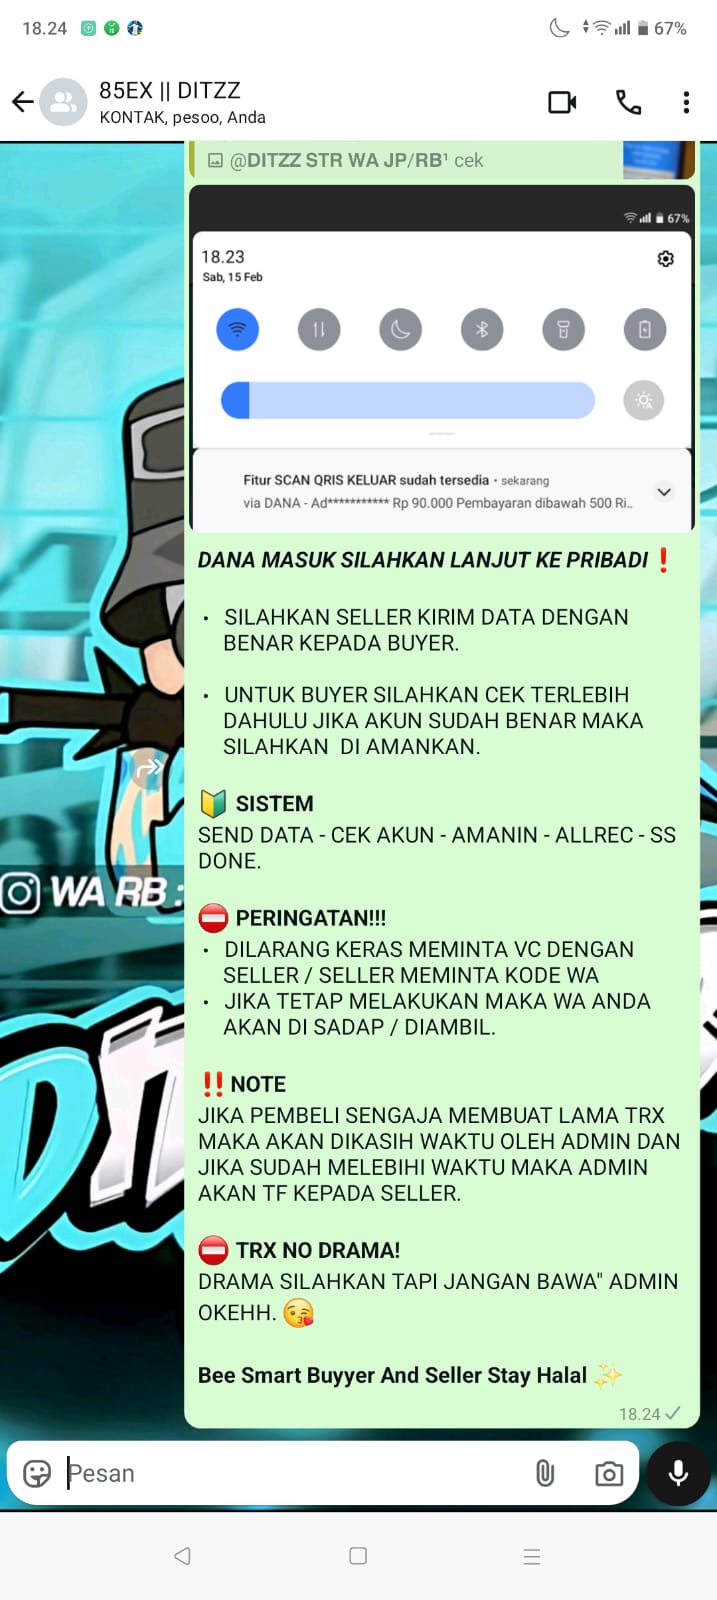 18.24 67%
85EX || DITZZ
KONTAK, pesoo, Anda
@DITZZ STR WA JP/RB¹ cek
67%
18.23
Sab, 15 Feb
Fitur SCAN QRIS KELUAR sudah tersedia • sekarang
via DANA - Ad*********** Rp 90.000 Pembayaran dibawah 500 Ri..
DANA MASUK SILAHKAN LANJUT KE PRIBADI❗
• SILAHKAN SELLER KIRIM DATA DENGAN
BENAR KEPADA BUYER.
• UNTUK BUYER SILAHKAN CEK TERLEBIH
DAHULU JIKA AKUN SUDAH BENAR MAKA
SILAHKAN DI AMANKAN.
🔰 SISTEM
SEND DATA - CEK AKUN - AMANIN - ALLREC - SS
DONE.
WA RB :
⛔ PERINGATAN!!!
• DILARANG KERAS MEMINTA VC DENGAN
SELLER / SELLER MEMINTA KODE WA
• JIKA TETAP MELAKUKAN MAKA WA ANDA
AKAN DI SADAP / DIAMBIL.
‼️ NOTE
JIKA PEMBELI SENGAJA MEMBUAT LAMA TRX
MAKA AKAN DIKASIH WAKTU OLEH ADMIN DAN
JIKA SUDAH MELEBIHI WAKTU MAKA ADMIN
AKAN TF KEPADA SELLER.
⛔ TRX NO DRAMA!
DRAMA SILAHKAN TAPI JANGAN BAWA" ADMIN
OKEHH. 😘
Bee Smart Buyyer And Seller Stay Halal ✨
18.24
Pesan